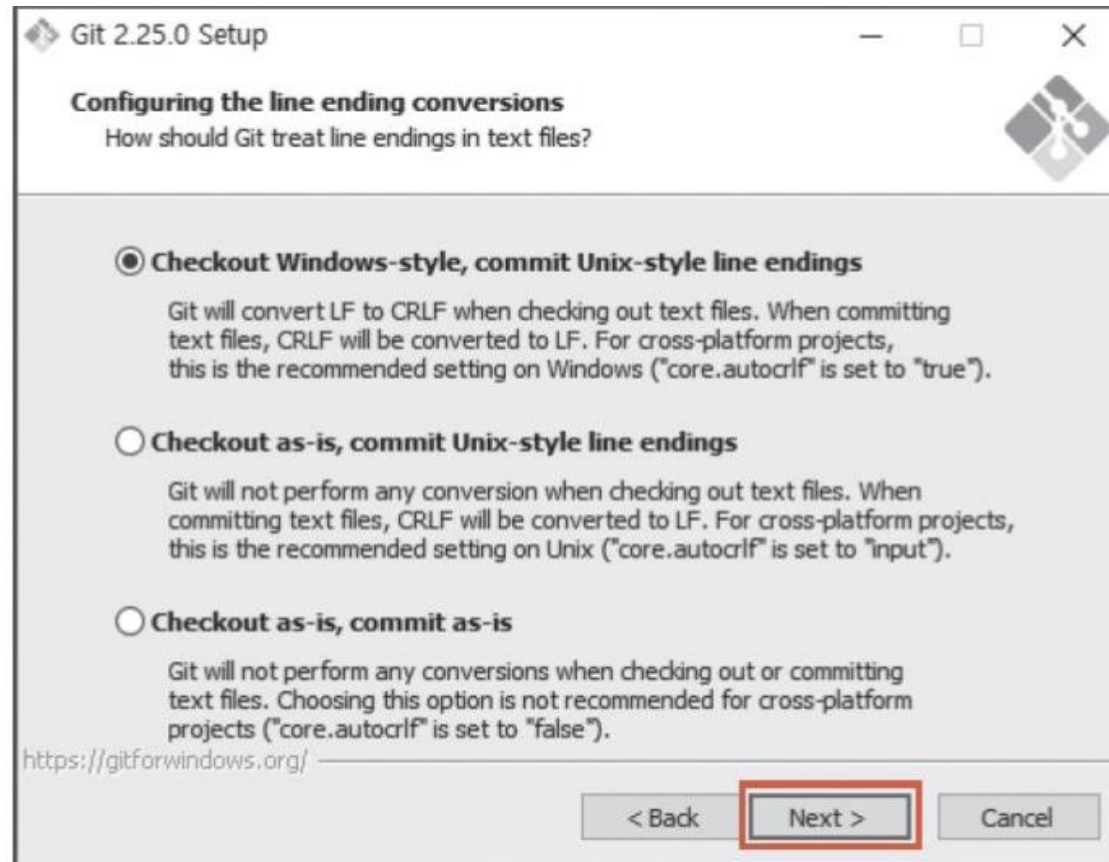 Git 2.25.0 Setup
Configuring the line ending conversions
How should Git treat line endings in text files?
Checkout Windows-style, commit Unix-style line endings
Git will convert LF to CRLF when checking out text files. When committing
text files, CRLF will be converted to LF. For cross-platform projects,
this is the recommended setting on Windows ("core.autocrlf" is set to "true").
Checkout as-is, commit Unix-style line endings
Git will not perform any conversion when checking out text files. When
committing text files, CRLF will be converted to LF. For cross-platform projects,
this is the recommended setting on Unix ("core.autocrlf" is set to "input").
Checkout as-is, commit as-is
Git will not perform any conversions when checking out or committing
text files. Choosing this option is not recommended for cross-platform
projects ("core.autocrlf" is set to "false").
https://gitforwindows.org/
< Back Next > Cancel